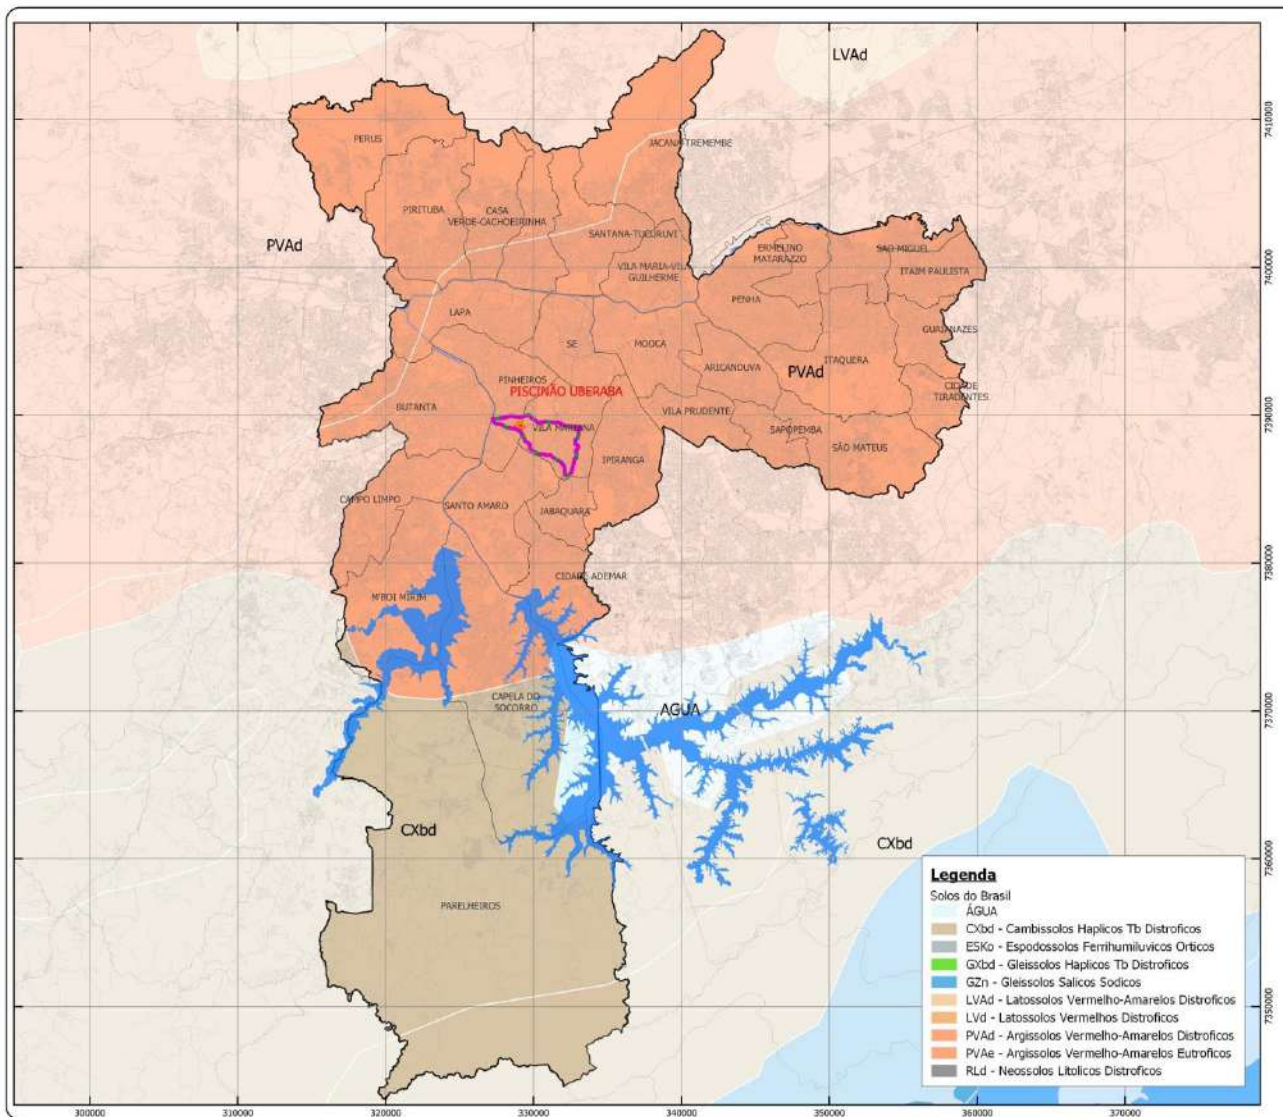 LVAd
7410000
PERUS
JACANA-TREMEMBE
PIRITUBA
CASA
VERDE-CACHOEIRINHA
SANTANA-TUCURUVI
PVAd
ERMELINO
MATARAZZO
SAO MIGUEL
VILA MARIA-VILA
GUILHERME
ITAIM PAULISTA
7400000
PENHA
LAPA
GUAIANAZES
SE
MOOCA
ITAQUERA
ARICANDUVA
PVAd
PINHEIROS
PISCINÃO UBERABA
CIDADE
TIRADENTES
BUTANTA
VILA PRUDENTE
7390000
VILA MARIANA
SAPOPEMBA
SÃO MATEUS
IPIRANGA
CAMPO LIMPO
SANTO AMARO
JABAQUARA
CIDADE ADEMAR
7380000
M'BOI MIRIM
CAPELA DO
SOCORRO
AGUA
7370000
CXbd
CXbd
7360000
PARELHEIROS
7350000
Legenda
Solos do Brasil
ÁGUA
CXbd - Cambissolos Haplicos Tb Distroficos
ESKo - Espodossolos Ferrihumiluvicos Orticos
GXbd - Gleissolos Haplicos Tb Distroficos
GZn - Gleissolos Salicos Sodicos
LVAd - Latossolos Vermelho-Amarelos Distroficos
LVd - Latossolos Vermelhos Distroficos
PVAd - Argissolos Vermelho-Amarelos Distroficos
PVAe - Argissolos Vermelho-Amarelos Eutroficos
RLd - Neossolos Litolicos Distroficos
300000 310000 320000 330000 340000 350000 360000 370000